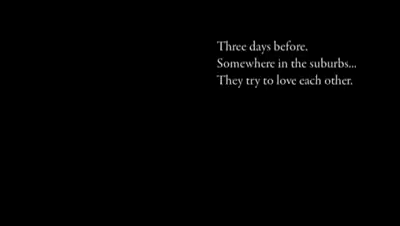 Three days before.
Somewhere in the suburbs...
They try to love each other.